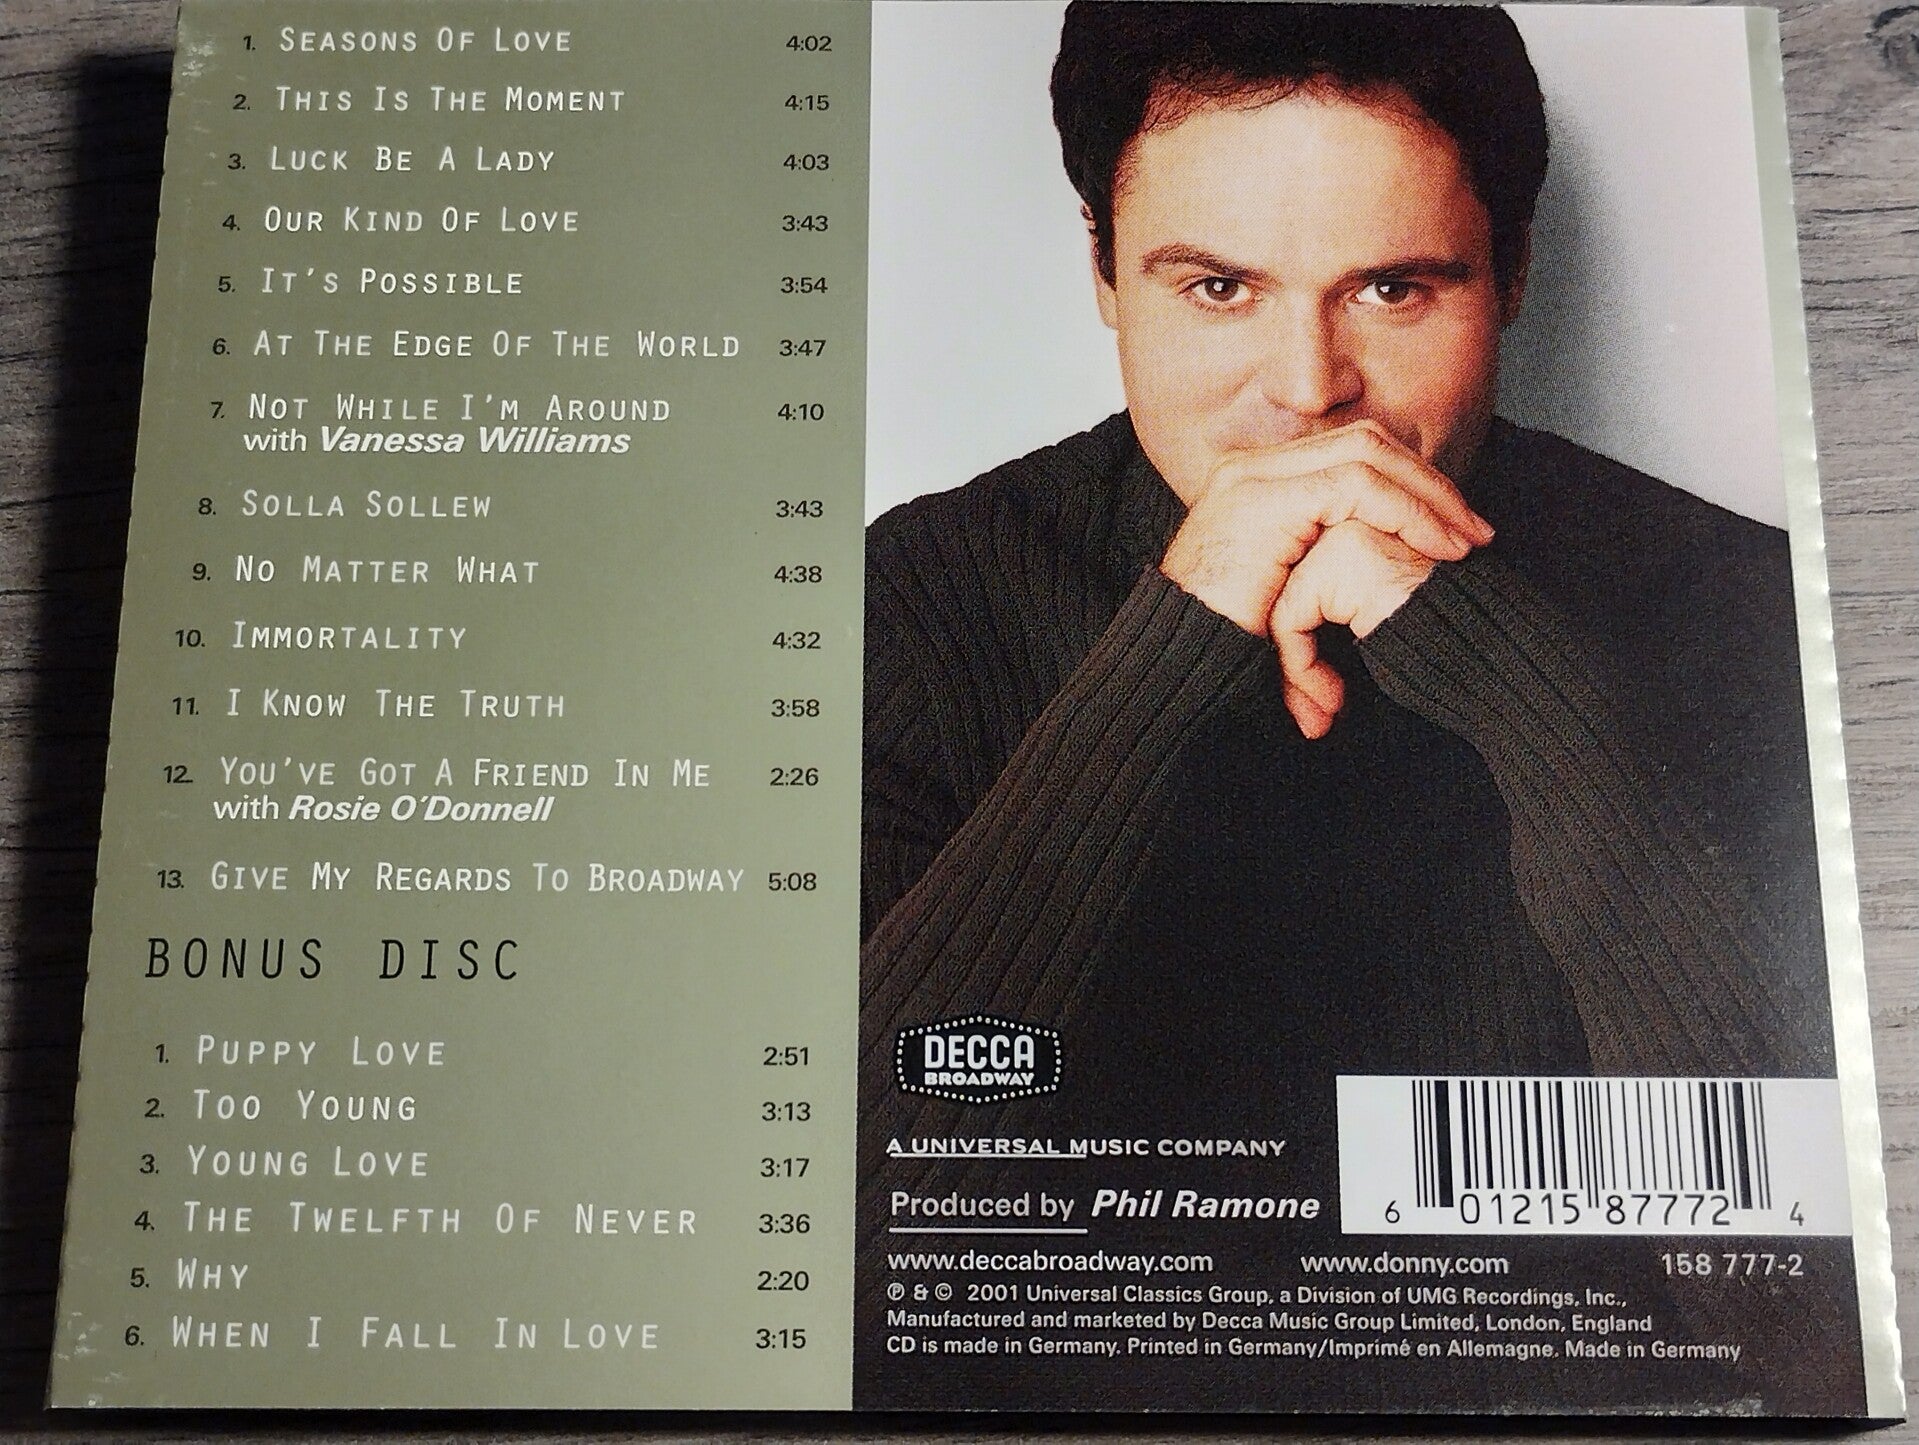 1. SEASONS OF LOVE 4:02
2. THIS IS THE MOMENT 4:15
3. LUCK BE A LADY 4:03
4. OUR KIND OF LOVE 3:43
5. IT'S POSSIBLE 3:54
6. AT THE EDGE OF THE WORLD 3:47
7. NOT WHILE I'M AROUND 4:10
with Vanessa Williams
8. SOLLA SOLLEW 3:43
9. NO MATTER WHAT 4:38
10. IMMORTALITY 4:32
11. I KNOW THE TRUTH 3:58
12. YOU'VE GOT A FRIEND IN ME 2:26
with Rosie O'Donnell
13. GIVE MY REGARDS TO BROADWAY 5:08
BONUS DISC
1. PUPPY LOVE 2:51
2. TOO YOUNG 3:13
3. YOUNG LOVE 3:17
4. THE TWELFTH OF NEVER 3:36
5. WHY 2:20
6. WHEN I FALL IN LOVE 3:15
DECCA
BROADWAY
A UNIVERSAL MUSIC COMPANY
Produced by Phil Ramone
6 01215 87772 4
www.deccabroadway.com www.donny.com 158 777-2
℗ & © 2001 Universal Classics Group, a Division of UMG Recordings, Inc.,
Manufactured and marketed by Decca Music Group Limited, London, England
CD is made in Germany. Printed in Germany/Imprimé en Allemagne. Made in Germany